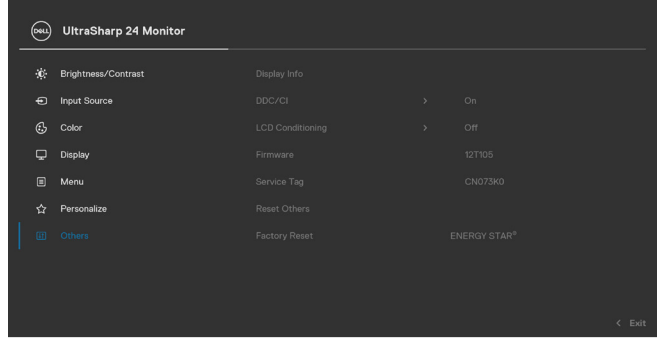 DELL
UltraSharp 24 Monitor
Brightness/Contrast Display Info
Input Source DDC/CI > On
Color LCD Conditioning > Off
Display Firmware 12T105
Menu Service Tag CN073K0
Personalize Reset Others
Others Factory Reset ENERGY STAR®
< Exit